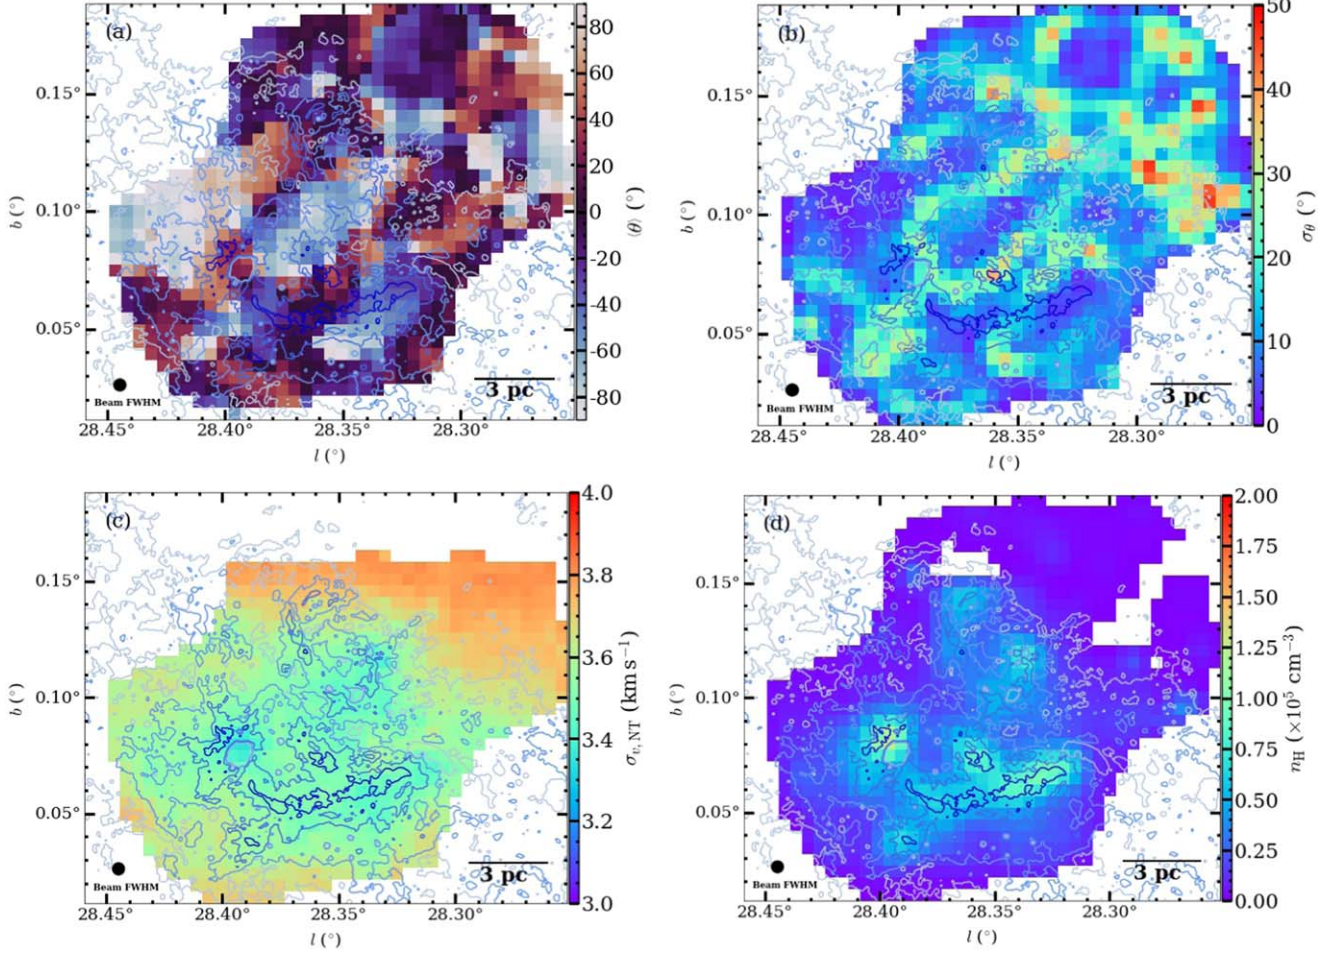 (a)
0.15°
0.10°
0.05°
b (°)
28.45°
28.40°
28.35°
28.30°
l (°)
Beam FWHM
3 pc
80
60
40
20
0
-20
-40
-60
-80
⟨θ⟩ (°)
(b)
0.15°
0.10°
0.05°
b (°)
28.45°
28.40°
28.35°
28.30°
l (°)
Beam FWHM
3 pc
50
40
30
20
10
0
σθ (°)
(c)
0.15°
0.10°
0.05°
b (°)
28.45°
28.40°
28.35°
28.30°
l (°)
Beam FWHM
3 pc
4.0
3.8
3.6
3.4
3.2
3.0
σv, NT (km s⁻¹)
(d)
0.15°
0.10°
0.05°
b (°)
28.45°
28.40°
28.35°
28.30°
l (°)
Beam FWHM
3 pc
2.00
1.75
1.50
1.25
1.00
0.75
0.50
0.25
0.00
nH (×10⁵ cm⁻³)